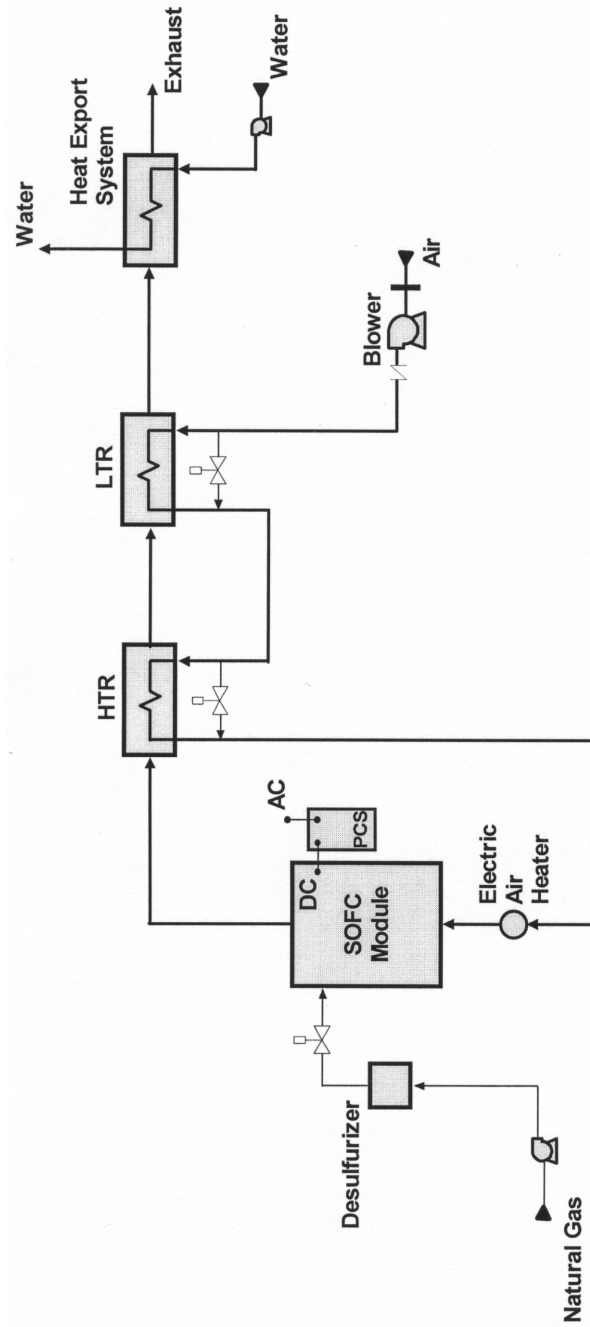 Water
Heat Export
System
Exhaust
Water
LTR
Blower
Air
HTR
AC
DC
PCS
SOFC
Module
Electric
Air
Heater
Desulfurizer
Natural Gas